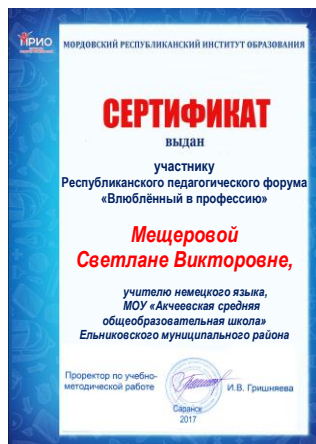 МРИО
МОРДОВСКИЙ РЕСПУБЛИКАНСКИЙ ИНСТИТУТ ОБРАЗОВАНИЯ
СЕРТИФИКАТ
выдан
участнику
Республиканского педагогического форума
«Влюблённый в профессию»
Мещеровой
Светлане Викторовне,
учителю немецкого языка,
МОУ «Акчеевская средняя
общеобразовательная школа»
Ельниковского муниципального района
Проректор по учебно-
методической работе
И.В. Гришняева
Саранск
2017